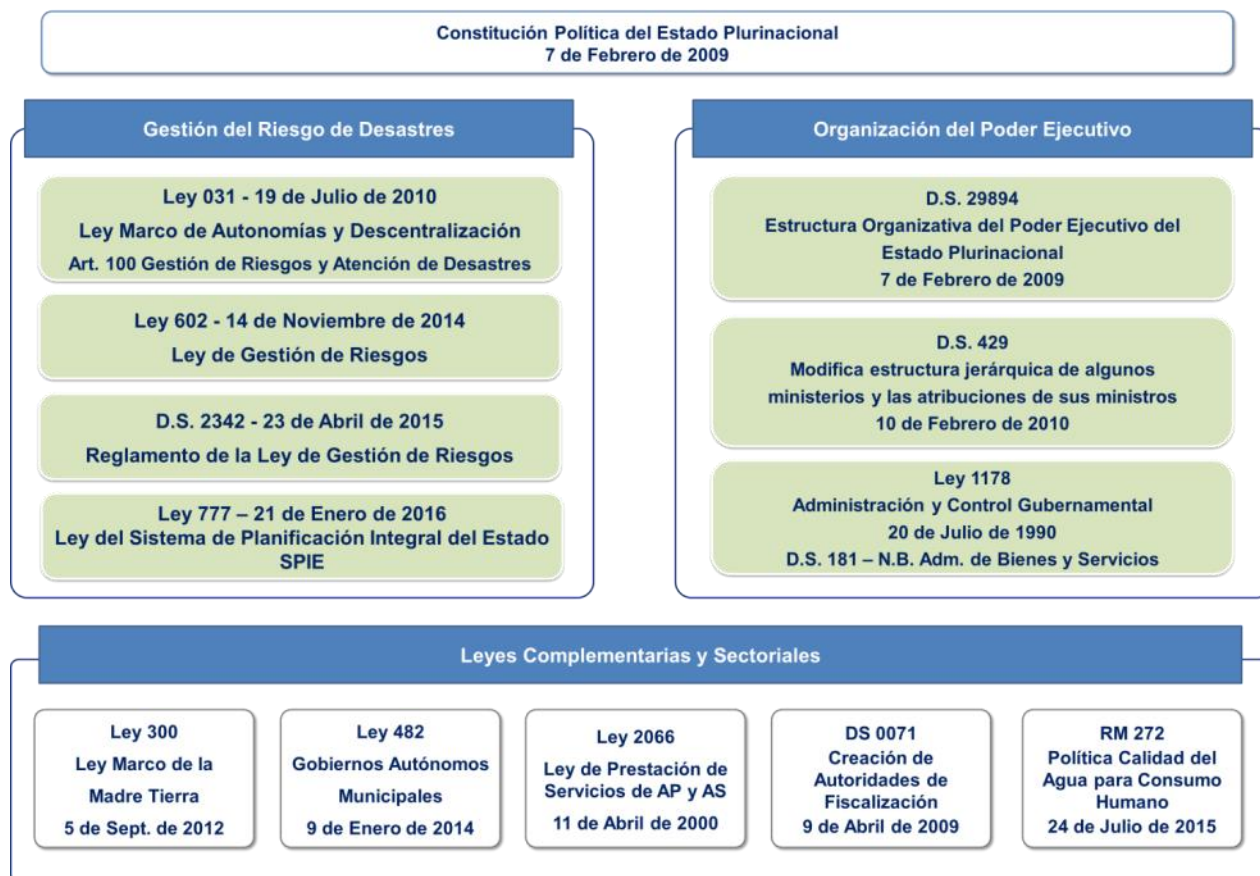 Constitución Política del Estado Plurinacional
7 de Febrero de 2009
Gestión del Riesgo de Desastres
Ley 031 - 19 de Julio de 2010
Ley Marco de Autonomías y Descentralización
Art. 100 Gestión de Riesgos y Atención de Desastres
Ley 602 - 14 de Noviembre de 2014
Ley de Gestión de Riesgos
D.S. 2342 - 23 de Abril de 2015
Reglamento de la Ley de Gestión de Riesgos
Ley 777 – 21 de Enero de 2016
Ley del Sistema de Planificación Integral del Estado
SPIE
Organización del Poder Ejecutivo
D.S. 29894
Estructura Organizativa del Poder Ejecutivo del
Estado Plurinacional
7 de Febrero de 2009
D.S. 429
Modifica estructura jerárquica de algunos
ministerios y las atribuciones de sus ministros
10 de Febrero de 2010
Ley 1178
Administración y Control Gubernamental
20 de Julio de 1990
D.S. 181 – N.B. Adm. de Bienes y Servicios
Leyes Complementarias y Sectoriales
Ley 300
Ley Marco de la
Madre Tierra
5 de Sept. de 2012
Ley 482
Gobiernos Autónomos
Municipales
9 de Enero de 2014
Ley 2066
Ley de Prestación de
Servicios de AP y AS
11 de Abril de 2000
DS 0071
Creación de
Autoridades de
Fiscalización
9 de Abril de 2009
RM 272
Política Calidad del
Agua para Consumo
Humano
24 de Julio de 2015